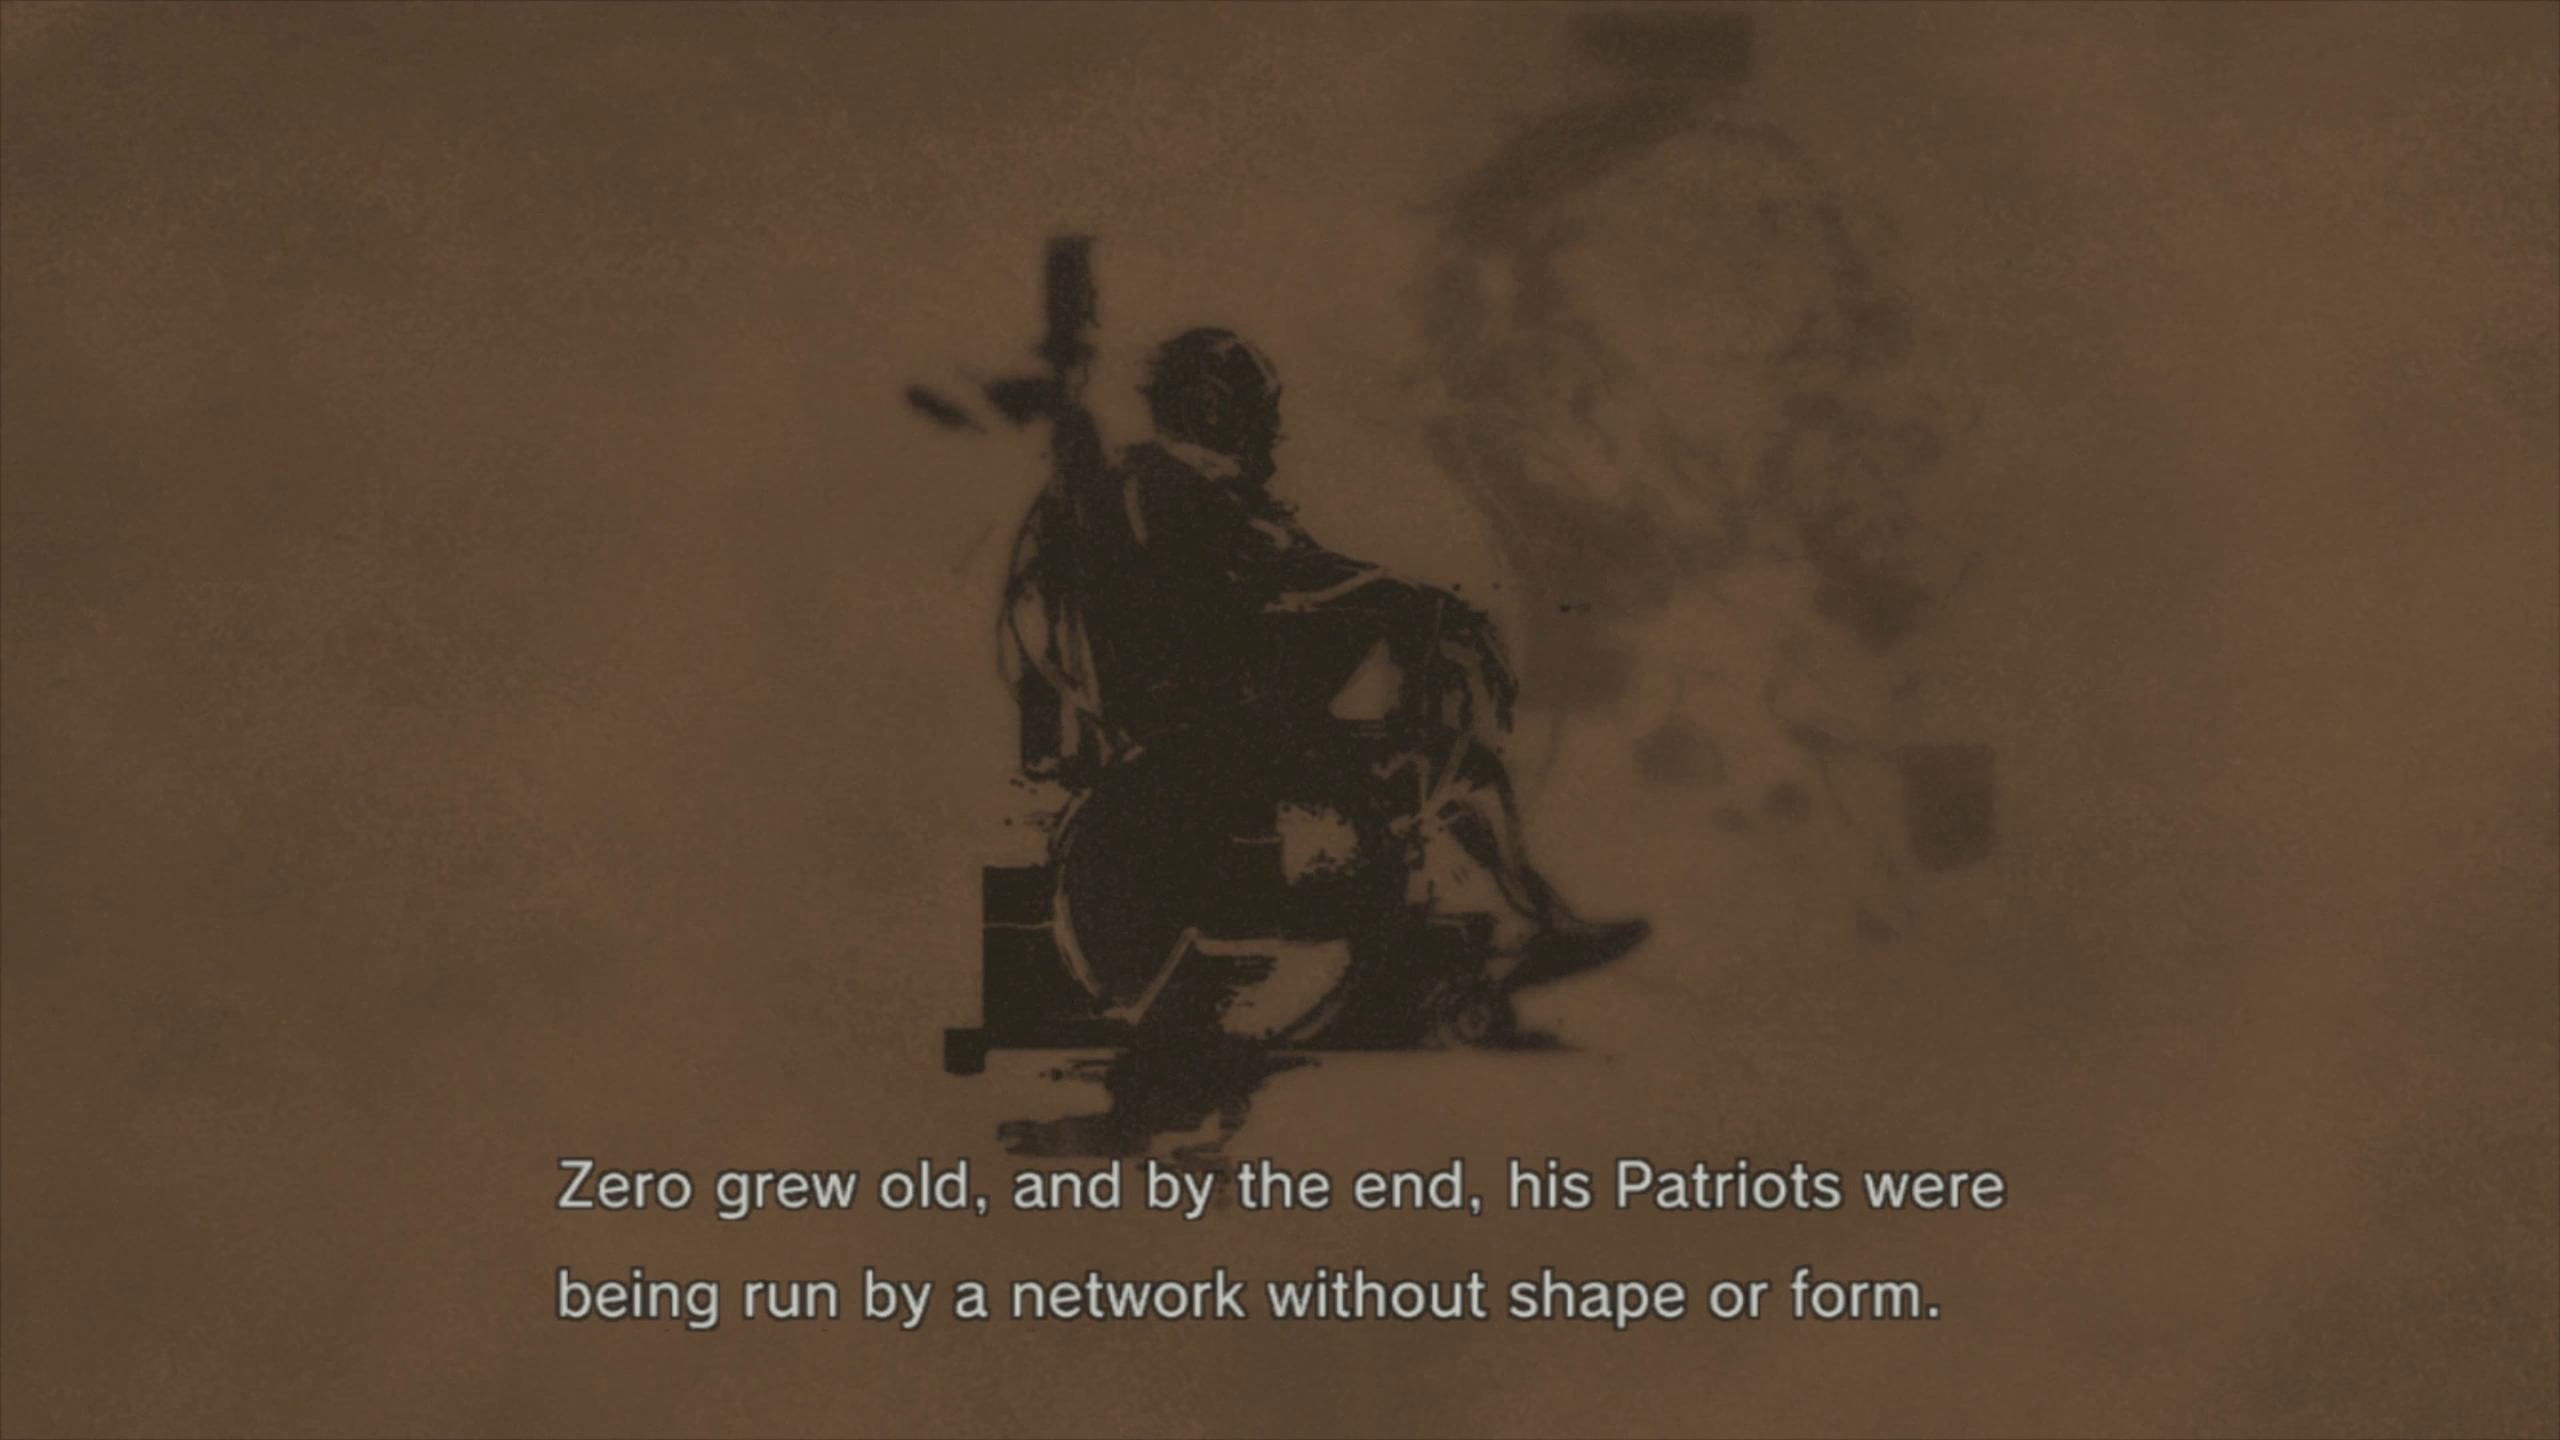 Zero grew old, and by the end, his Patriots were
being run by a network without shape or form.